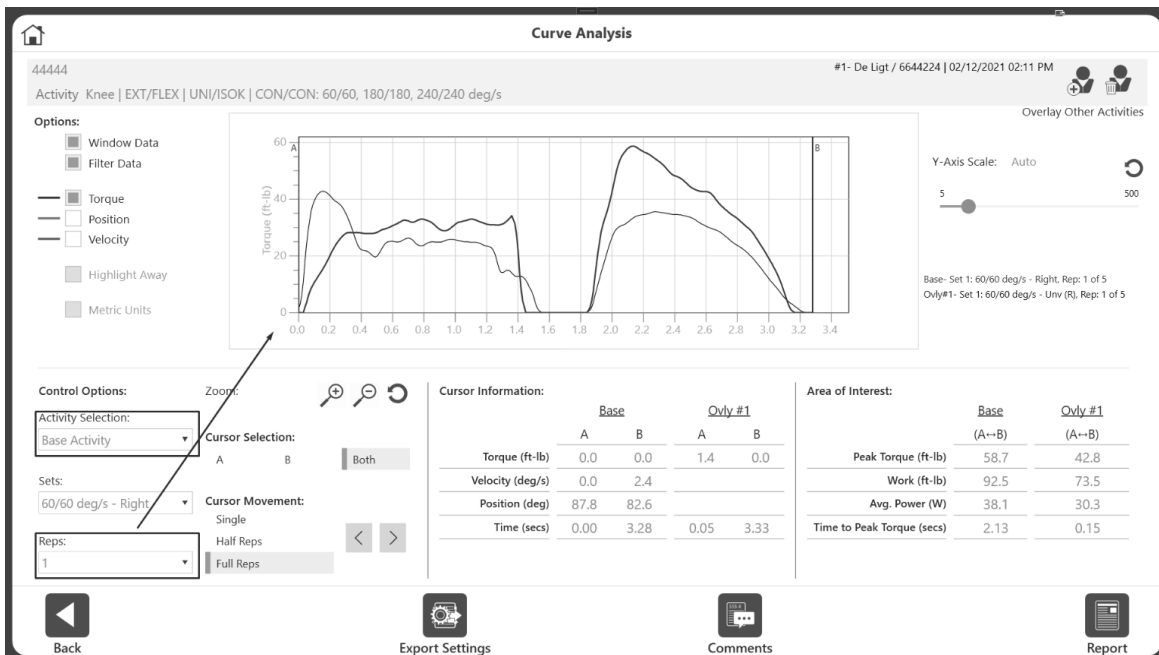 Curve Analysis
44444
#1- De Ligt / 6644224 | 02/12/2021 02:11 PM
Activity Knee | EXT/FLEX | UNI/ISOK | CON/CON: 60/60, 180/180, 240/240 deg/s
Overlay Other Activities
Options:
Window Data
Filter Data
Torque
Position
Velocity
Highlight Away
Metric Units
Torque (ft-lb)
60
40
20
0
A
B
0.0 0.2 0.4 0.6 0.8 1.0 1.2 1.4 1.6 1.8 2.0 2.2 2.4 2.6 2.8 3.0 3.2 3.4
Y-Axis Scale: Auto
5 500
Base- Set 1: 60/60 deg/s - Right, Rep: 1 of 5
Ovly#1- Set 1: 60/60 deg/s - Unv (R), Rep: 1 of 5
Control Options:
Activity Selection:
Base Activity
Sets:
60/60 deg/s - Right
Reps:
1
Zoom:
Cursor Selection:
A B Both
Cursor Movement:
Single
Half Reps
Full Reps
Cursor Information:
Base Ovly #1
A B A B
Torque (ft-lb) 0.0 0.0 1.4 0.0
Velocity (deg/s) 0.0 2.4
Position (deg) 87.8 82.6
Time (secs) 0.00 3.28 0.05 3.33
Area of Interest:
Base Ovly #1
(A↔B) (A↔B)
Peak Torque (ft-lb) 58.7 42.8
Work (ft-lb) 92.5 73.5
Avg. Power (W) 38.1 30.3
Time to Peak Torque (secs) 2.13 0.15
Back
Export Settings
Comments
Report